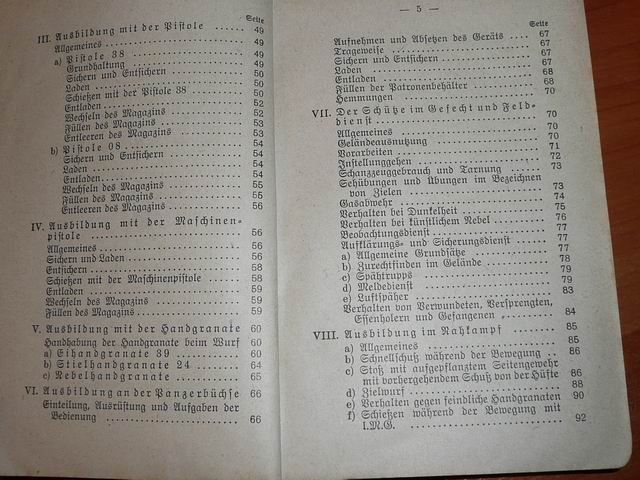 Seite
III. Ausbildung mit der Pistole ...... 49
Allgemeines ...... 49
a) Pistole 38 ...... 49
Grundhaltung ...... 49
Sichern und Entsichern ...... 50
Laden ...... 50
Schießen mit der Pistole 38 ...... 50
Entladen ...... 52
Wechseln des Magazins ...... 52
Füllen des Magazins ...... 53
Entleeren des Magazins ...... 53
b) Pistole 08 ...... 54
Sichern und Entsichern ...... 54
Laden ...... 54
Entladen ...... 54
Wechseln des Magazins ...... 55
Füllen des Magazins ...... 55
Entleeren des Magazins ...... 56
IV. Ausbildung mit der Maschinen-
pistole ...... 56
Allgemeines ...... 56
Sichern und Laden ...... 56
Entsichern ...... 58
Schießen mit der Maschinenpistole ...... 58
Entladen ...... 59
Wechseln des Magazins ...... 59
Füllen des Magazins ...... 59
V. Ausbildung mit der Handgranate 60
Handhabung der Handgranate beim Wurf 60
a) Eihandgranate 39 ...... 60
b) Stielhandgranate 24 ...... 64
c) Nebelhandgranate ...... 65
VI. Ausbildung an der Panzerbüchse 66
Einteilung, Ausrüstung und Aufgaben der
Bedienung ...... 66
— 5 —
Seite
Aufnehmen und Absetzen des Geräts ...... 67
Trageweise ...... 67
Sichern und Entsichern ...... 67
Laden ...... 67
Entladen ...... 68
Füllen der Patronenbehälter ...... 68
Hemmungen ...... 70
VII. Der Schütze im Gefecht und Feld-
dienst ...... 70
Allgemeines ...... 70
Geländeausnutzung ...... 70
Vorarbeiten ...... 71
Instellunggehen ...... 72
Schanzzeuggebrauch und Tarnung ...... 73
Sehübungen und Übungen im Bezeichnen
von Zielen ...... 73
Gasabwehr ...... 74
Verhalten bei Dunkelheit ...... 75
Verhalten bei künstlichem Nebel ...... 76
Beobachtungsdienst ...... 77
Aufklärungs- und Sicherungsdienst ...... 77
a) Allgemeine Grundsätze ...... 77
b) Zurechtfinden im Gelände ...... 78
c) Spähtrupps ...... 79
d) Meldedienst ...... 79
e) Luftspäher ...... 83
Verhalten von Verwundeten, Versprengten,
Essenholern und Gefangenen ...... 84
VIII. Ausbildung im Nahkampf ...... 85
a) Allgemeines ...... 85
b) Schnellschuß während der Bewegung .. 86
c) Stoß mit aufgepflanztem Seitengewehr
mit vorhergehendem Schuß von der Hüfte 86
d) Zielwurf ...... 88
e) Verhalten gegen feindliche Handgranaten 90
f) Schießen während der Bewegung mit
l.M.G. ...... 92